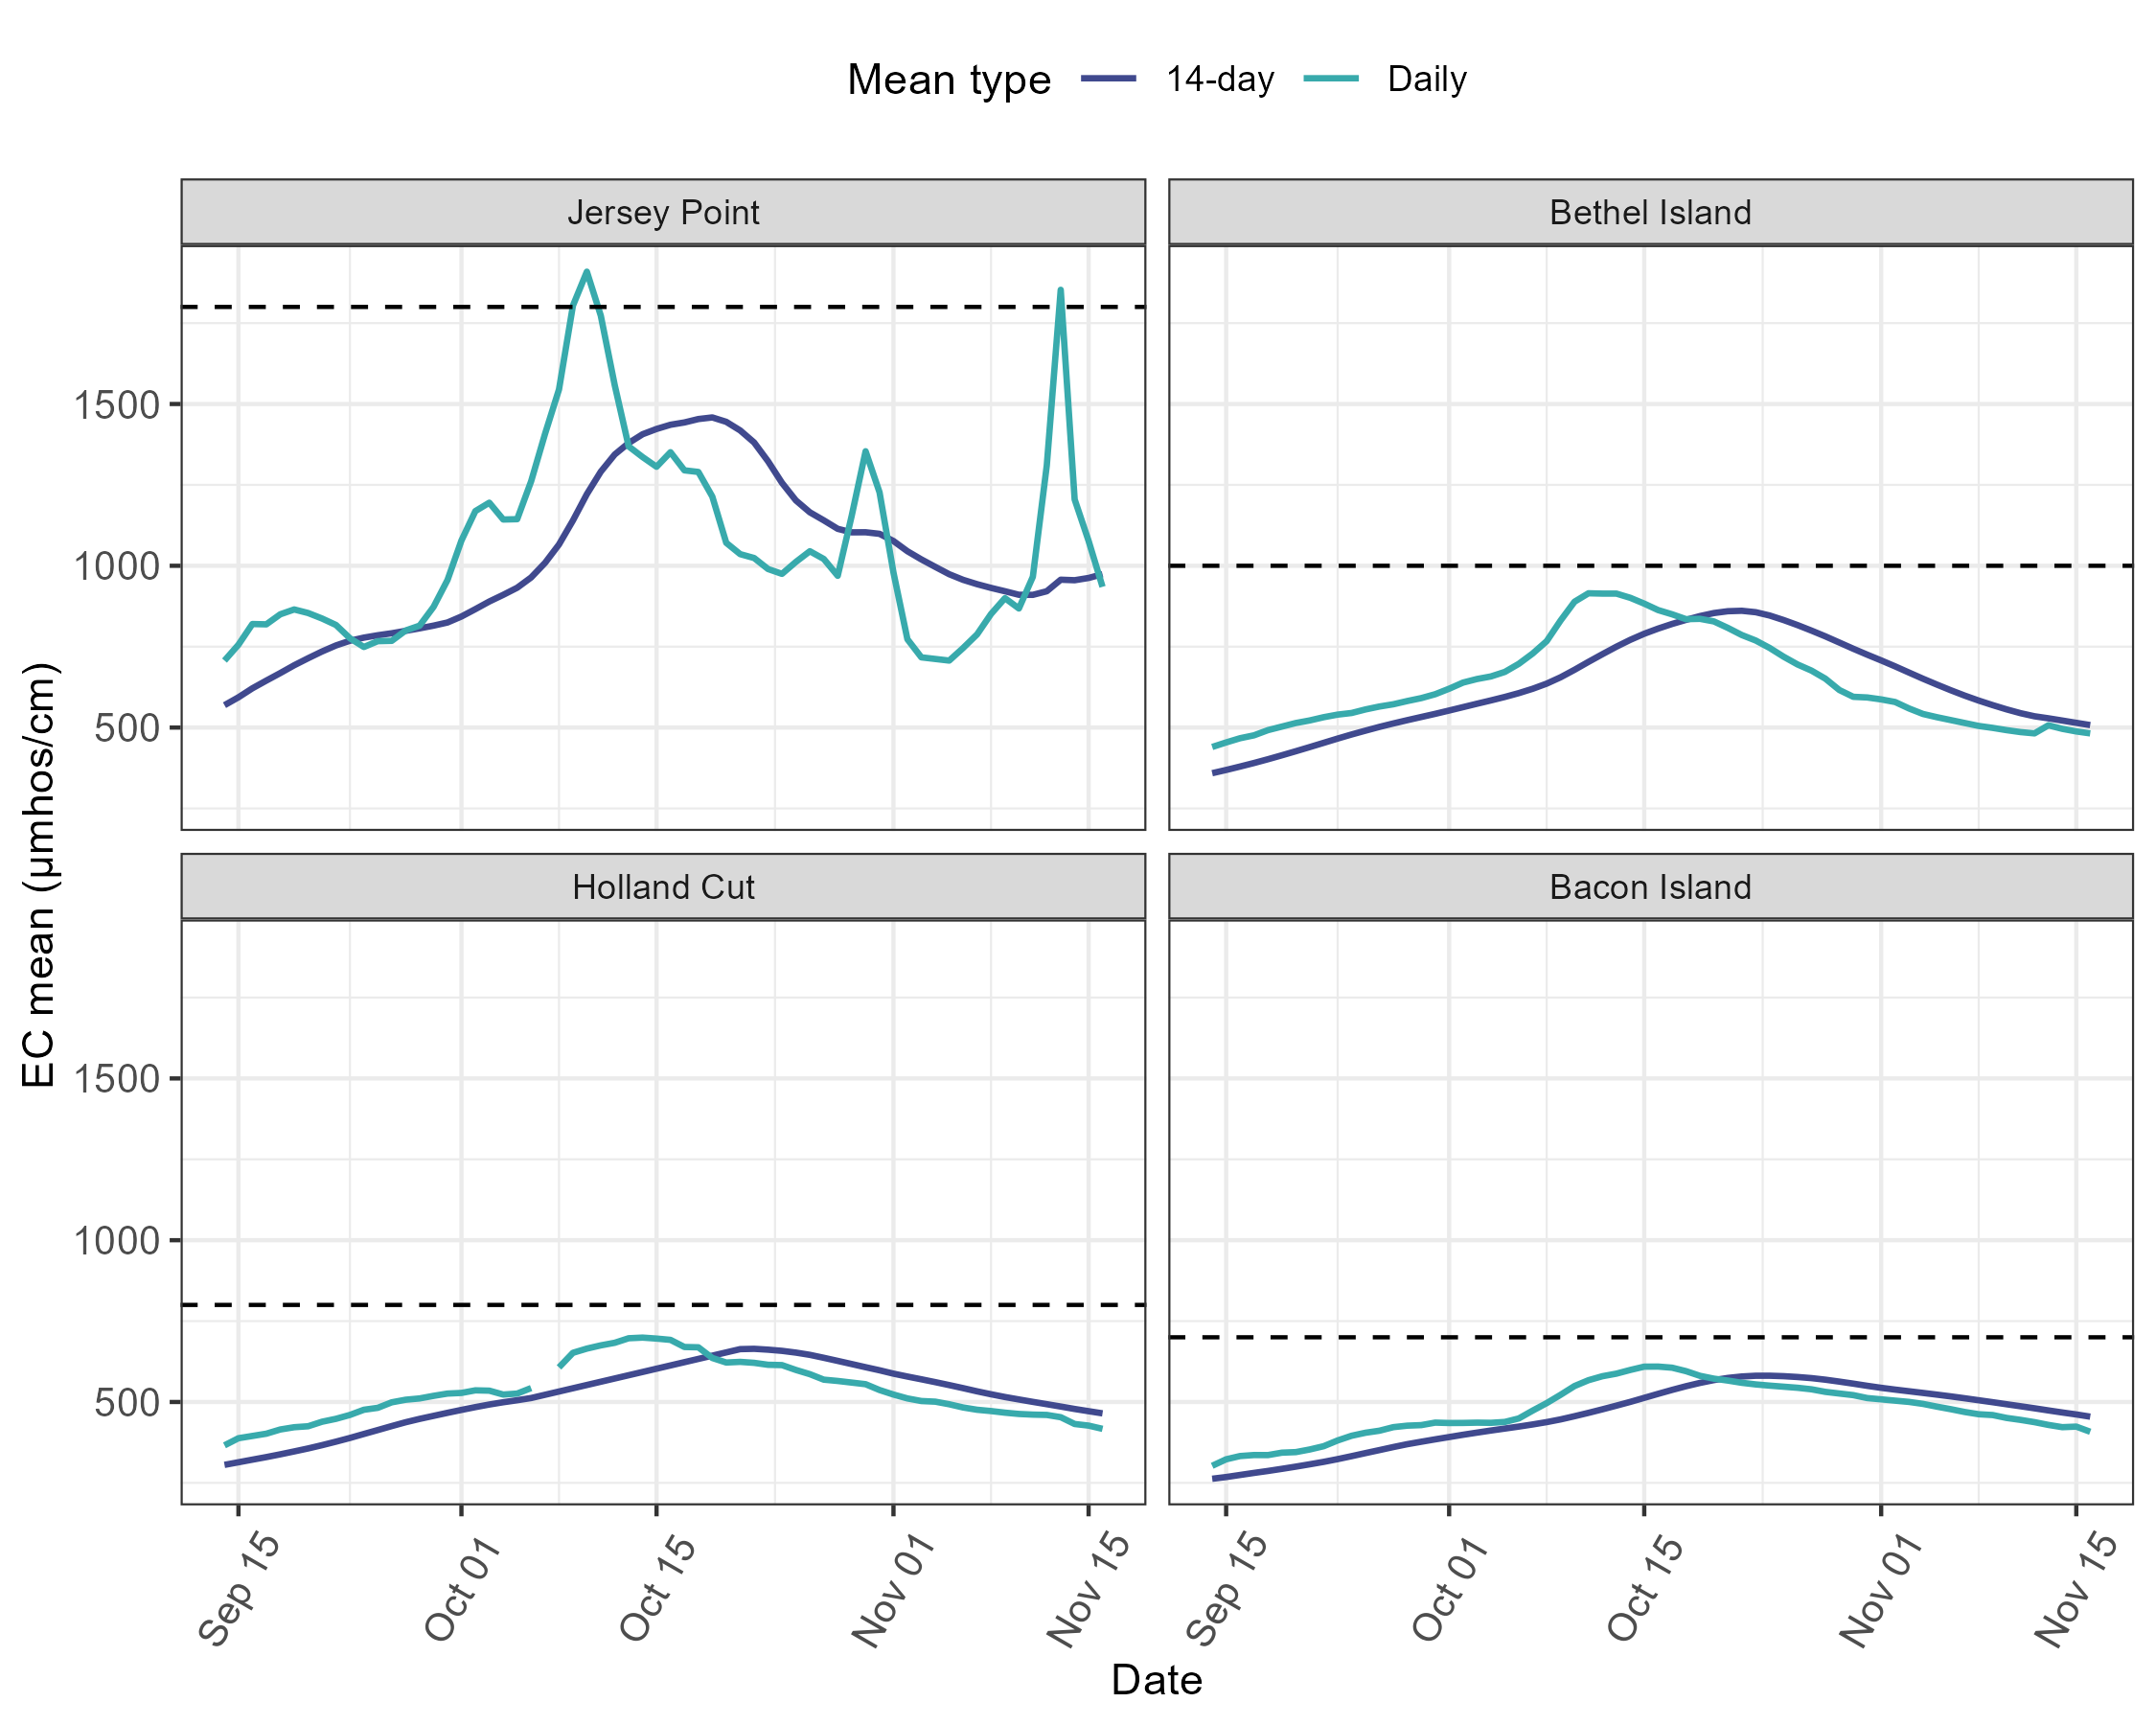 Mean type 14-day Daily
Jersey Point Bethel Island
1500
1000
500
Holland Cut Bacon Island
1500
1000
500
EC mean (µmhos/cm)
Sep 15 Oct 01 Oct 15 Nov 01 Nov 15 Sep 15 Oct 01 Oct 15 Nov 01 Nov 15
Date